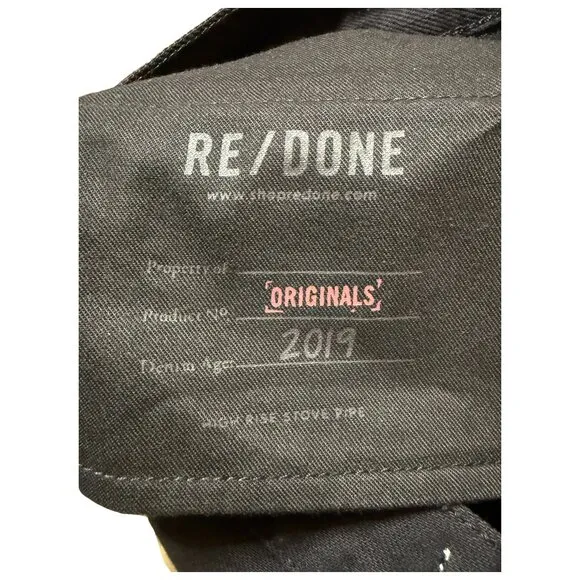 RE/DONE
www.shopredone.com
Property of
[ORIGINALS]
Product No.
2019
Denim Age:
HIGH RISE STOVE PIPE